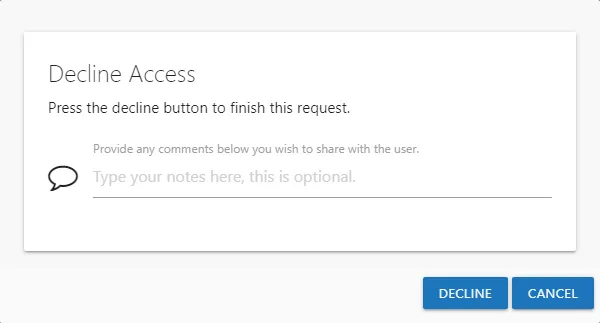 Decline Access
Press the decline button to finish this request.
Provide any comments below you wish to share with the user.
Type your notes here, this is optional.
DECLINE CANCEL